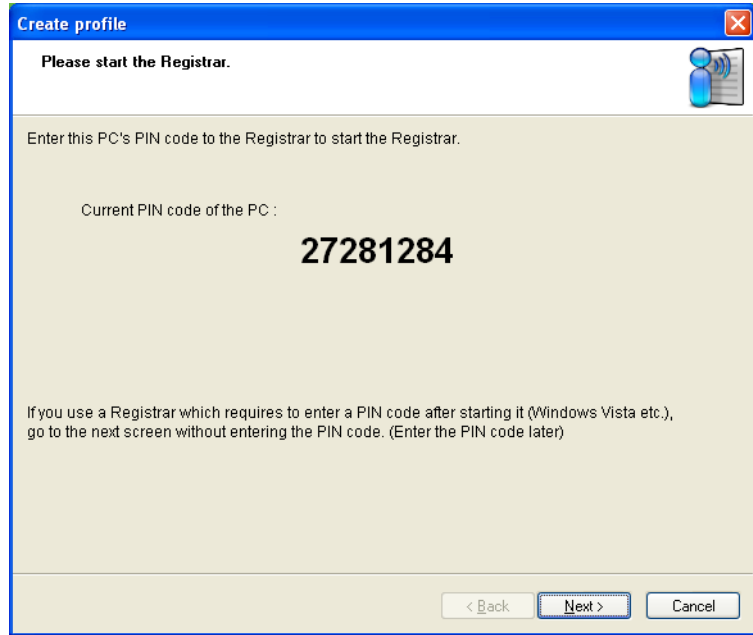 Create profile
Please start the Registrar.
Enter this PC's PIN code to the Registrar to start the Registrar.
Current PIN code of the PC :
27281284
If you use a Registrar which requires to enter a PIN code after starting it (Windows Vista etc.),
go to the next screen without entering the PIN code. (Enter the PIN code later)
< Back Next > Cancel